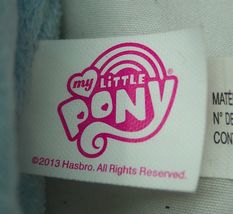 my LITTLE
PONY
©2013 Hasbro. All Rights Reserved.
MATÉ
N° DE
CON